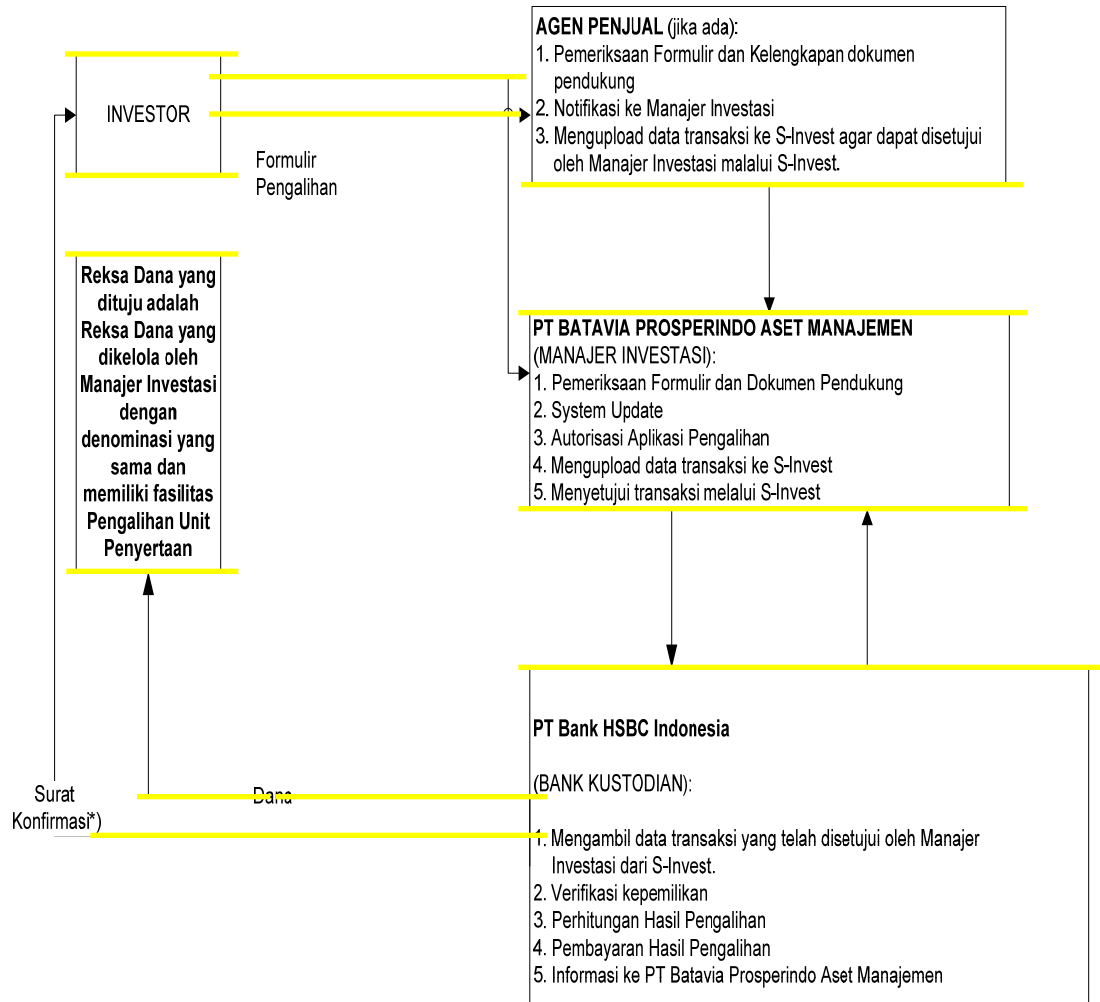 AGEN PENJUAL (jika ada):
1. Pemeriksaan Formulir dan Kelengkapan dokumen
pendukung
2. Notifikasi ke Manajer Investasi
3. Mengupload data transaksi ke S-Invest agar dapat disetujui
oleh Manajer Investasi malalui S-Invest.
INVESTOR
Formulir
Pengalihan
Reksa Dana yang
dituju adalah
Reksa Dana yang
dikelola oleh
Manajer Investasi
dengan
denominasi yang
sama dan
memiliki fasilitas
Pengalihan Unit
Penyertaan
PT BATAVIA PROSPERINDO ASET MANAJEMEN
(MANAJER INVESTASI):
1. Pemeriksaan Formulir dan Dokumen Pendukung
2. System Update
3. Autorisasi Aplikasi Pengalihan
4. Mengupload data transaksi ke S-Invest
5. Menyetujui transaksi melalui S-Invest
PT Bank HSBC Indonesia
(BANK KUSTODIAN):
1. Mengambil data transaksi yang telah disetujui oleh Manajer
Investasi dari S-Invest.
2. Verifikasi kepemilikan
3. Perhitungan Hasil Pengalihan
4. Pembayaran Hasil Pengalihan
5. Informasi ke PT Batavia Prosperindo Aset Manajemen
Surat
Konfirmasi*)
Dana